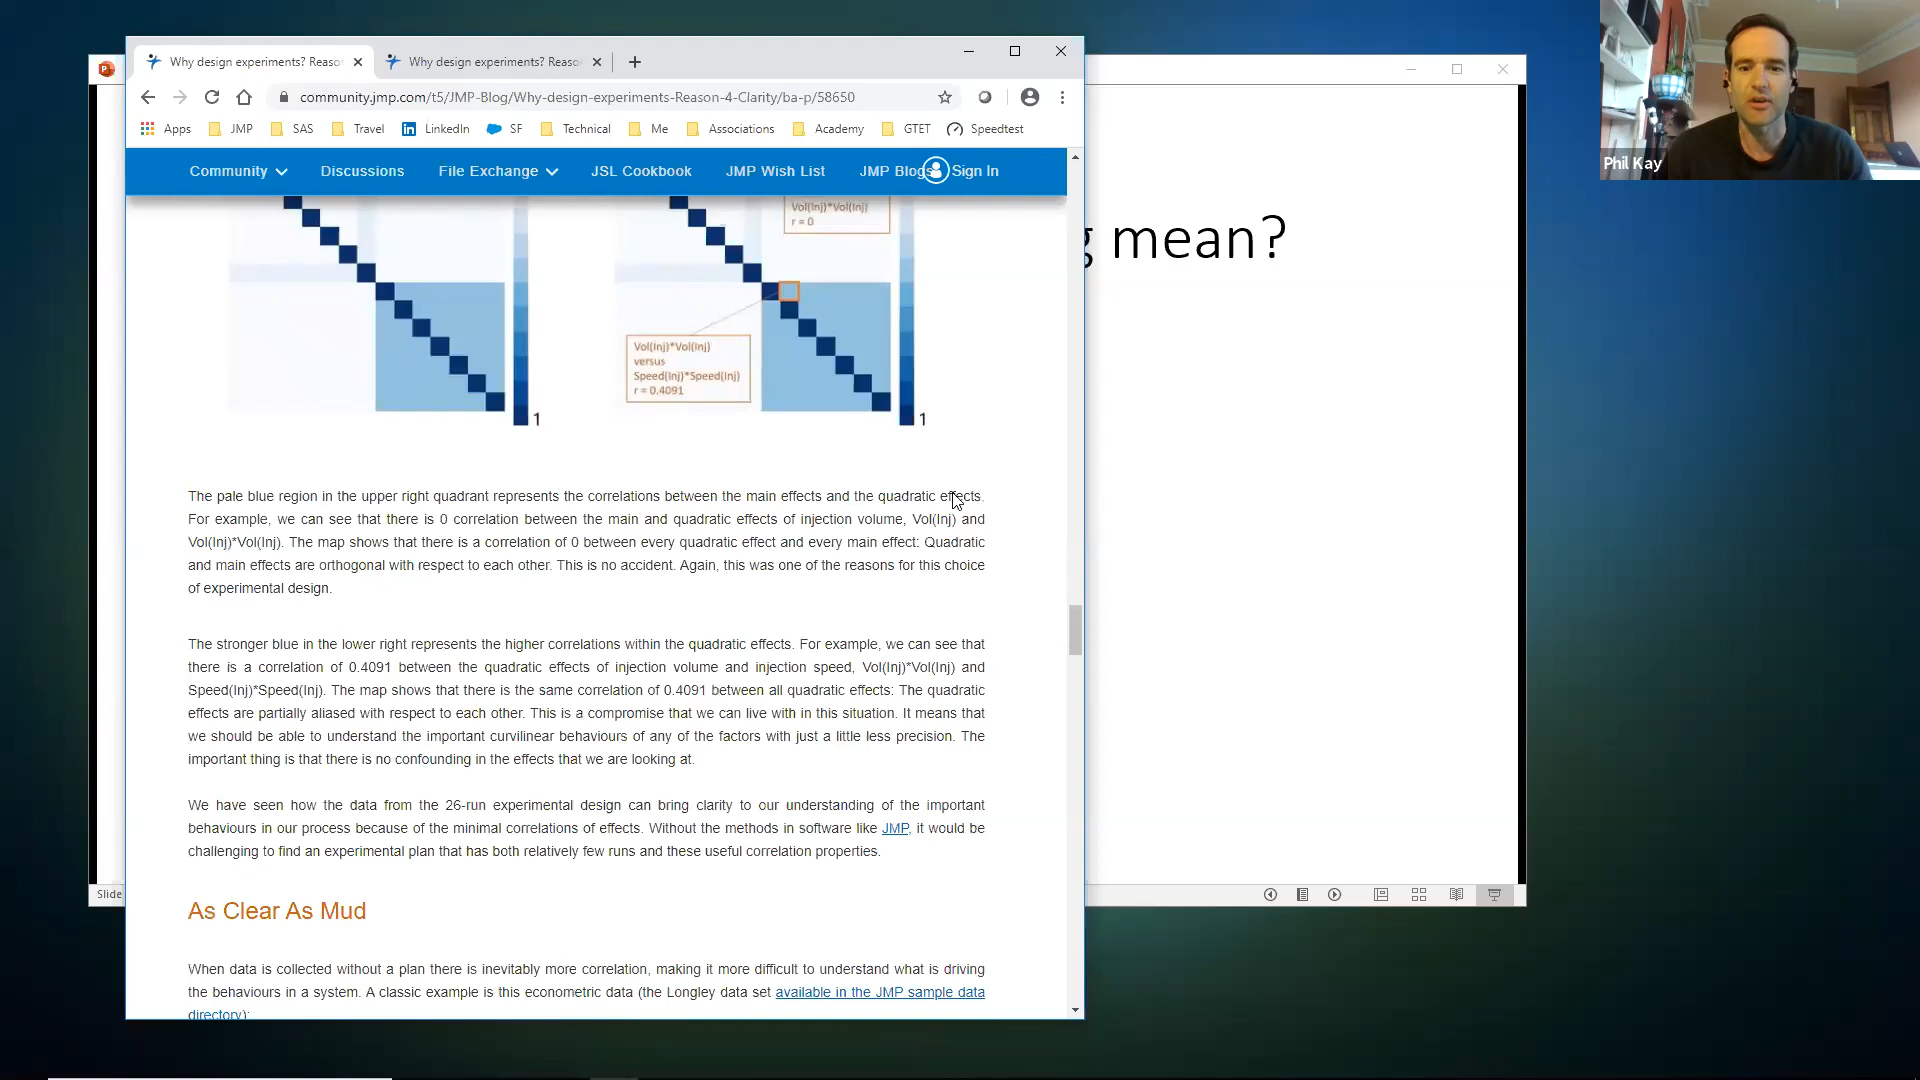 Why design experiments? Reaso
Why design experiments? Reaso
community.jmp.com/t5/JMP-Blog/Why-design-experiments-Reason-4-Clarity/ba-p/58650
Apps
JMP
SAS
Travel
LinkedIn
SF
Technical
Me
Associations
Academy
GTET
Speedtest
Phil Kay
Community
Discussions
File Exchange
JSL Cookbook
JMP Wish List
JMP Blogs
Sign In
Vol(Inj)*Vol(Inj)
r = 0
g mean?
Vol(Inj)*Vol(Inj)
versus
Speed(Inj)*Speed(Inj)
r = 0.4091
1
1
The pale blue region in the upper right quadrant represents the correlations between the main effects and the quadratic effects.
For example, we can see that there is 0 correlation between the main and quadratic effects of injection volume, Vol(Inj) and
Vol(Inj)*Vol(Inj). The map shows that there is a correlation of 0 between every quadratic effect and every main effect: Quadratic
and main effects are orthogonal with respect to each other. This is no accident. Again, this was one of the reasons for this choice
of experimental design.
The stronger blue in the lower right represents the higher correlations within the quadratic effects. For example, we can see that
there is a correlation of 0.4091 between the quadratic effects of injection volume and injection speed, Vol(Inj)*Vol(Inj) and
Speed(Inj)*Speed(Inj). The map shows that there is the same correlation of 0.4091 between all quadratic effects: The quadratic
effects are partially aliased with respect to each other. This is a compromise that we can live with in this situation. It means that
we should be able to understand the important curvilinear behaviours of any of the factors with just a little less precision. The
important thing is that there is no confounding in the effects that we are looking at.
We have seen how the data from the 26-run experimental design can bring clarity to our understanding of the important
behaviours in our process because of the minimal correlations of effects. Without the methods in software like JMP, it would be
challenging to find an experimental plan that has both relatively few runs and these useful correlation properties.
Slide
As Clear As Mud
When data is collected without a plan there is inevitably more correlation, making it more difficult to understand what is driving
the behaviours in a system. A classic example is this econometric data (the Longley data set available in the JMP sample data
directory):